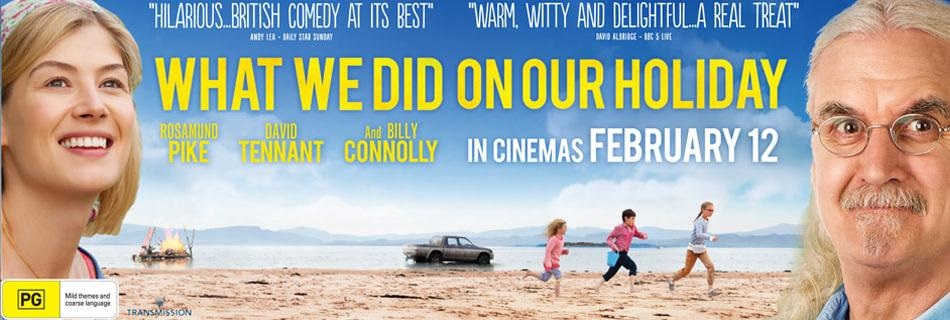 "HILARIOUS...BRITISH COMEDY AT ITS BEST"
ANDY LEA - DAILY STAR SUNDAY
"WARM, WITTY AND DELIGHTFUL...A REAL TREAT"
DAVID ALDRIDGE - BBC 5 LIVE
WHAT WE DID ON OUR HOLIDAY
ROSAMUND
PIKE
DAVID
TENNANT
And BILLY
CONNOLLY
IN CINEMAS FEBRUARY 12
PG
Mild themes and
coarse language
TRANSMISSION